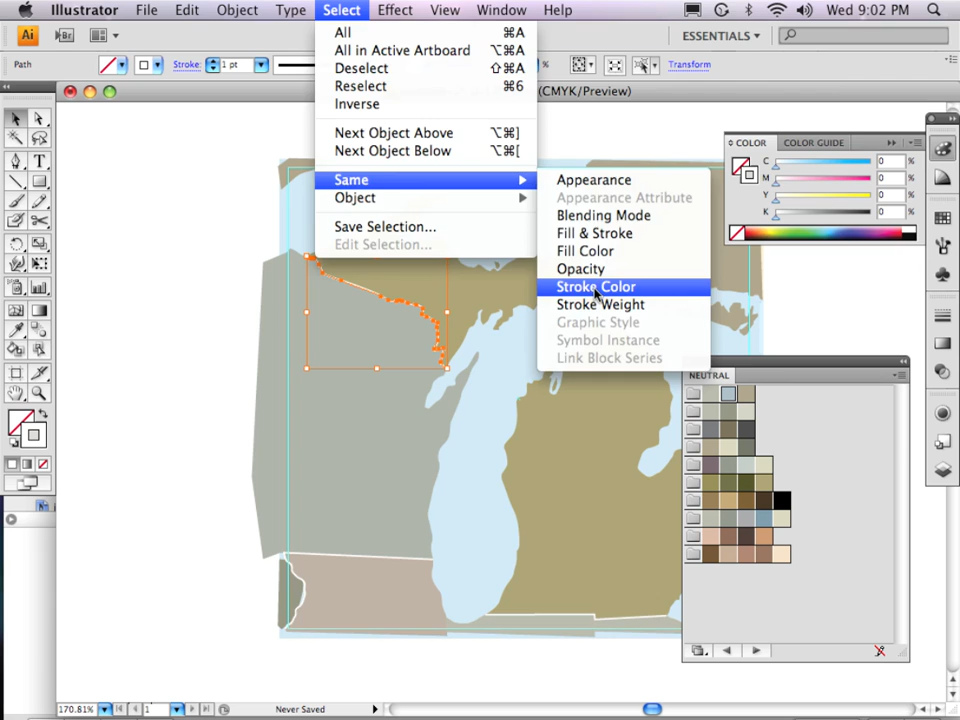 Illustrator File Edit Object Type Select Effect View Window Help Wed 9:02 PM
Ai Br ESSENTIALS
Path Stroke: 1 pt % Transform
(CMYK/Preview)
All ⌘A
All in Active Artboard ⌥⌘A
Deselect ⇧⌘A
Reselect ⌘6
Inverse
Next Object Above ⌥⌘]
Next Object Below ⌥⌘[
Same
Object
Save Selection...
Edit Selection...
Appearance
Appearance Attribute
Blending Mode
Fill & Stroke
Fill Color
Opacity
Stroke Color
Stroke Weight
Graphic Style
Symbol Instance
Link Block Series
COLOR COLOR GUIDE
C 0 %
M 0 %
Y 0 %
K 0 %
T
NEUTRAL
170.81% 1 Never Saved